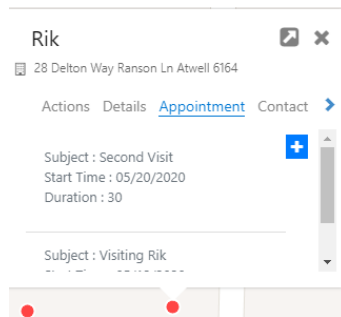 Rik
28 Delton Way Ranson Ln Atwell 6164
Actions Details Appointment Contact
Subject : Second Visit
Start Time : 05/20/2020
Duration : 30
Subject : Visiting Rik